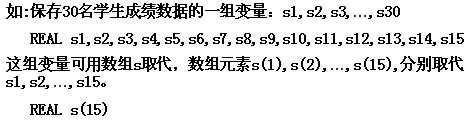 如:保存30名学生成绩数据的一组变量: s1,s2,s3,…,s30
REAL s1,s2,s3,s4,s5,s6,s7,s8,s9,s10,s11,s12,s13,s14,s15
这组变量可用数组s取代，数组元素s(1),s(2),…,s(15),分别取代
s1,s2,…,s15。
REAL s(15)